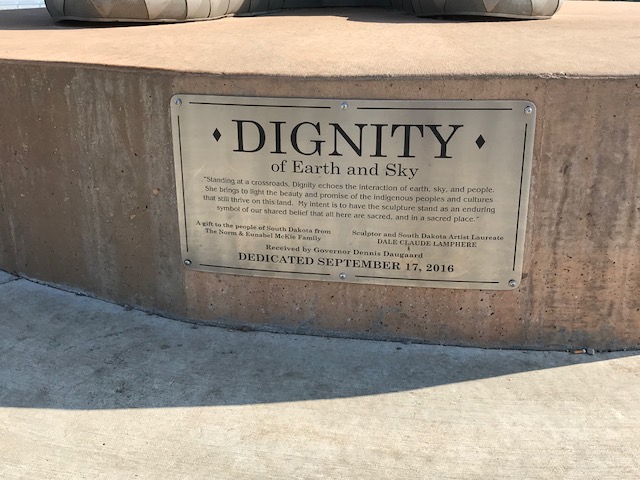 DIGNITY
of Earth and Sky
"Standing at a crossroads, Dignity echoes the interaction of earth, sky, and people.
She brings to light the beauty and promise of the indigenous peoples and cultures
that still thrive on this land. My intent is to have the sculpture stand as an enduring
symbol of our shared belief that all here are sacred, and in a sacred place."
A gift to the people of South Dakota from
The Norm & Eunabel McKie Family
Sculptor and South Dakota Artist Laureate
DALE CLAUDE LAMPHERE
Received by Governor Dennis Daugaard
DEDICATED SEPTEMBER 17, 2016